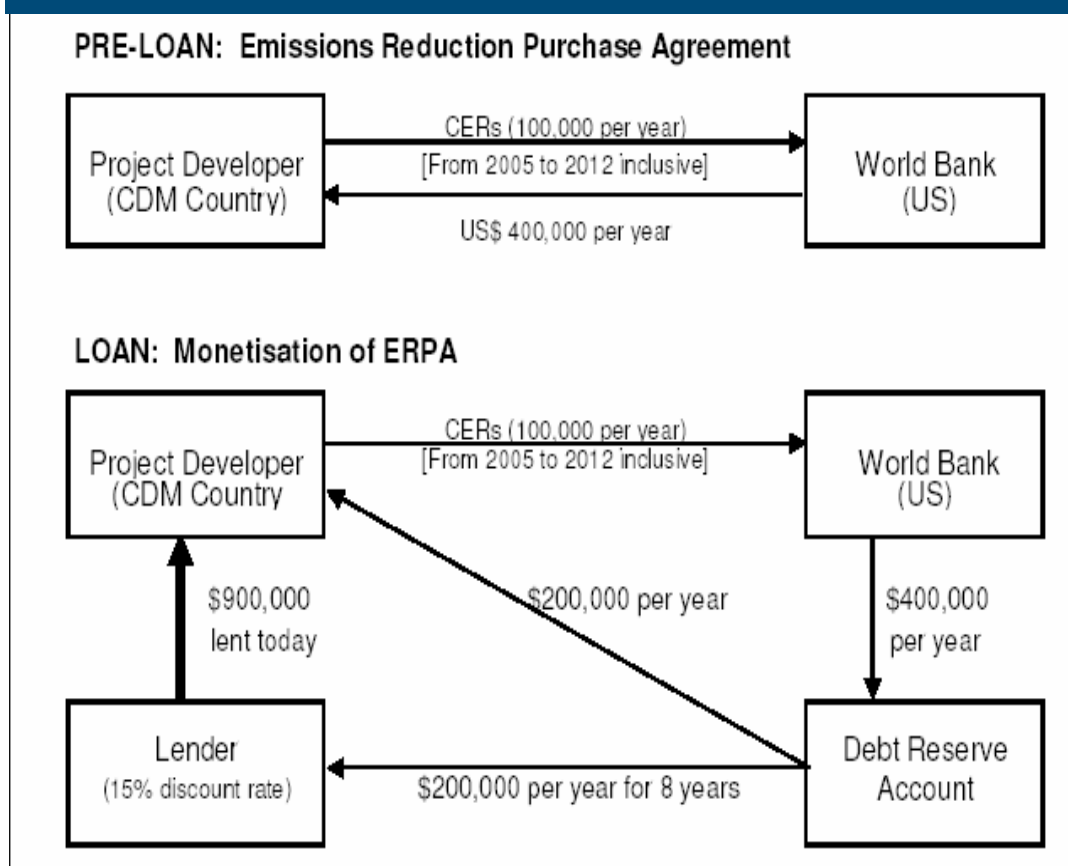 PRE-LOAN: Emissions Reduction Purchase Agreement
Project Developer
(CDM Country)
CERs (100,000 per year)
[From 2005 to 2012 inclusive]
US$ 400,000 per year
World Bank
(US)
LOAN: Monetisation of ERPA
Project Developer
(CDM Country
CERs (100,000 per year)
[From 2005 to 2012 inclusive]
World Bank
(US)
$900,000
lent today
$200,000 per year
$400,000
per year
Lender
(15% discount rate)
$200,000 per year for 8 years
Debt Reserve
Account